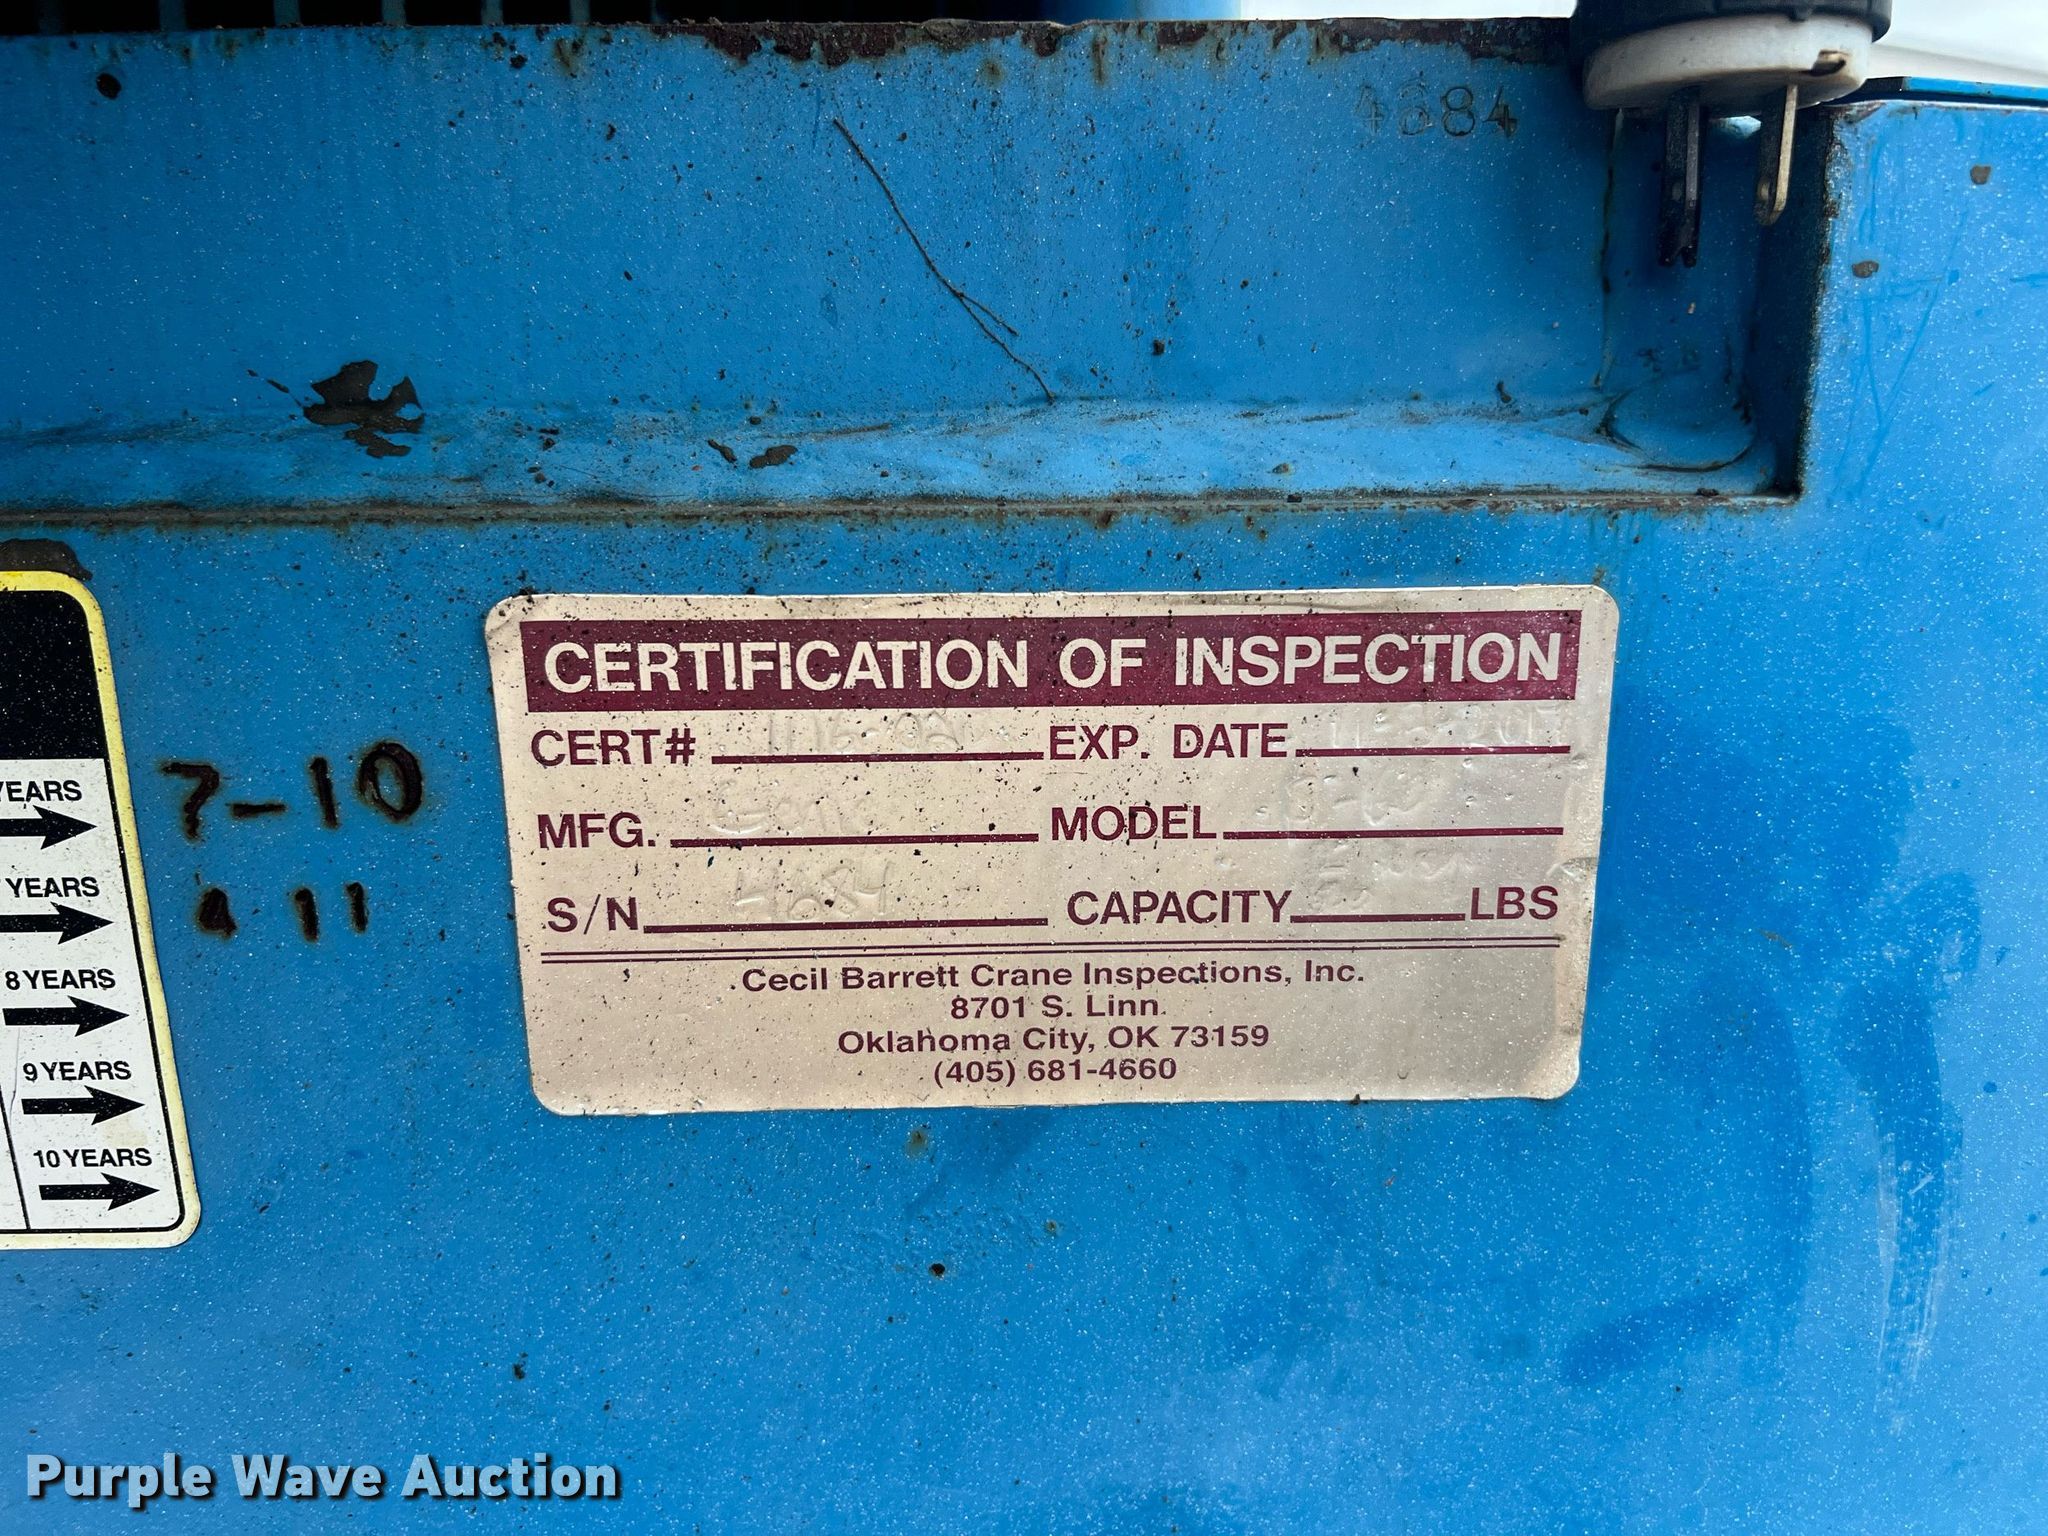 4684
CERTIFICATION OF INSPECTION
CERT# EXP. DATE
MFG. MODEL
S/N 4684 CAPACITY LBS
Cecil Barrett Crane Inspections, Inc.
8701 S. Linn
Oklahoma City, OK 73159
(405) 681-4660
7-10
4 11
YEARS
YEARS
8 YEARS
9 YEARS
10 YEARS
Purple Wave Auction